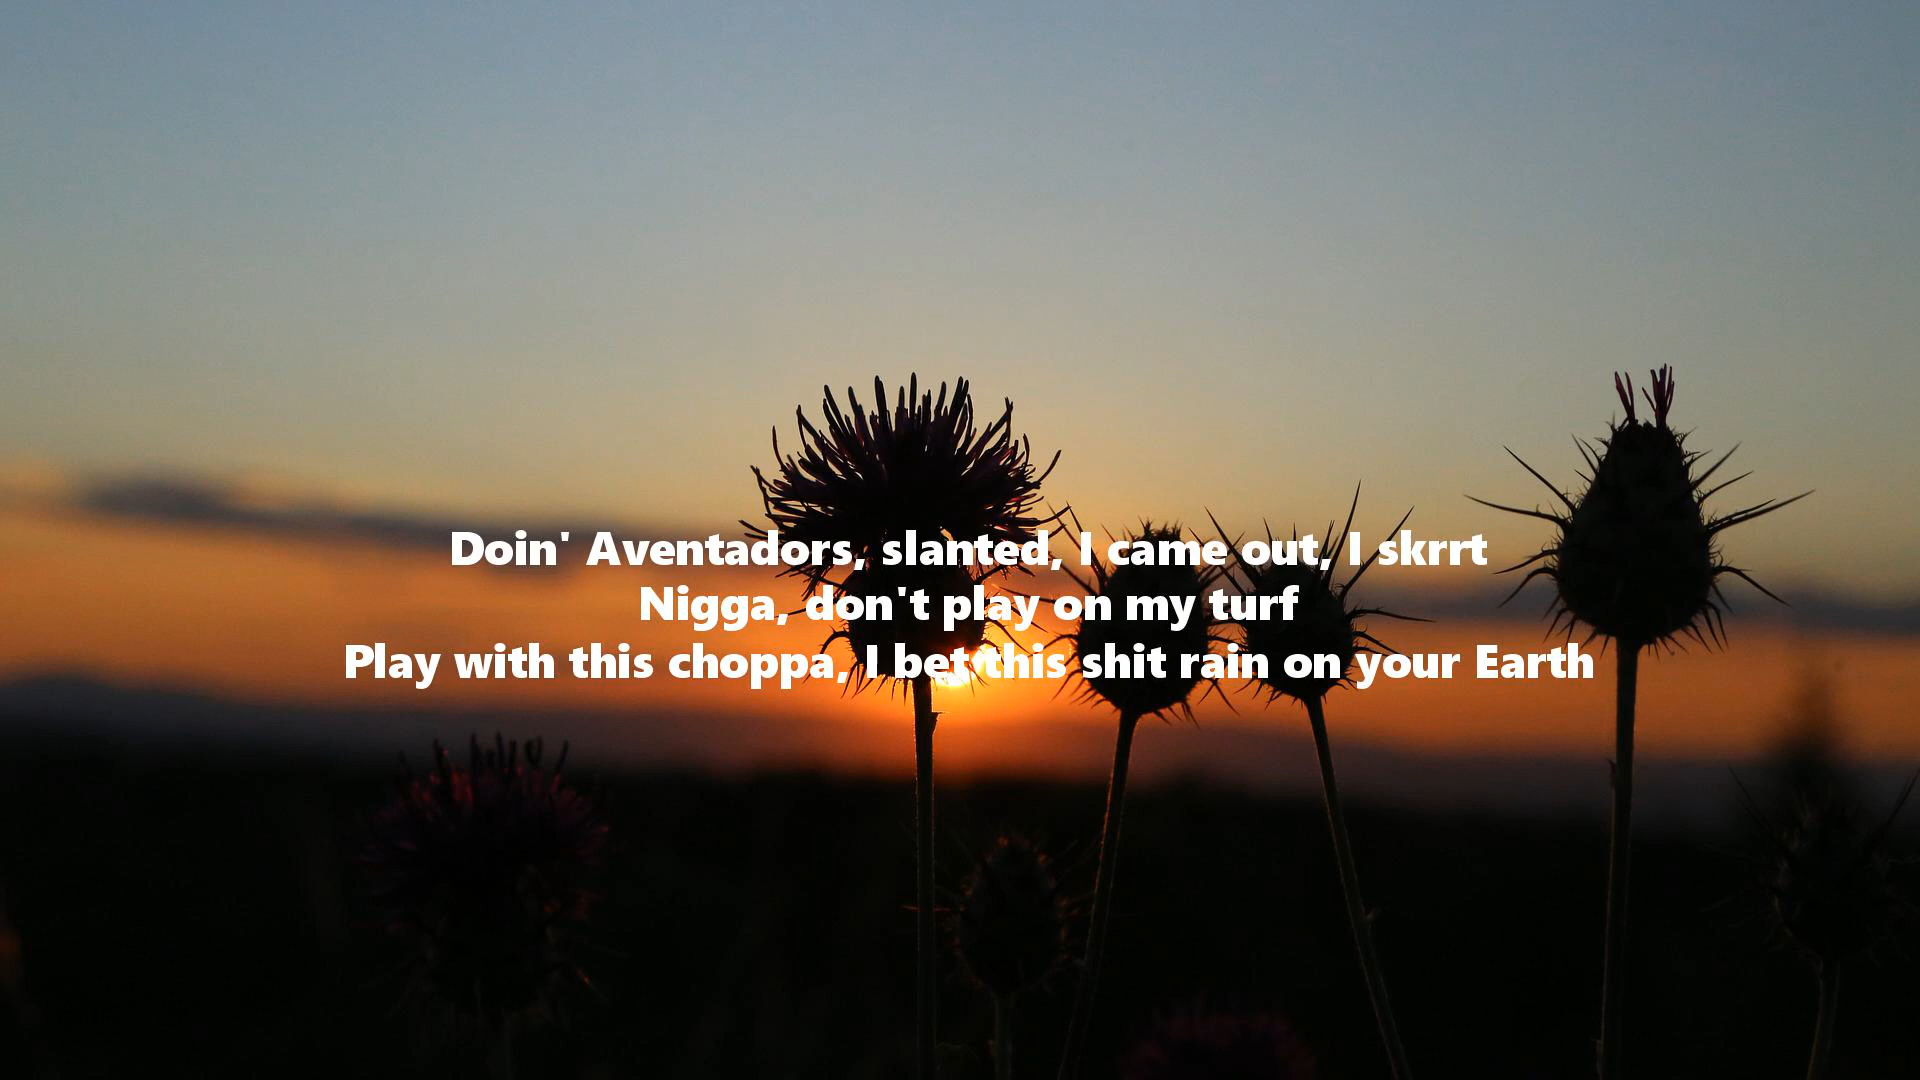 Doin' Aventadors, slanted, I came out, I skrrt
Nigga, don't play on my turf
Play with this choppa, I bet this shit rain on your Earth